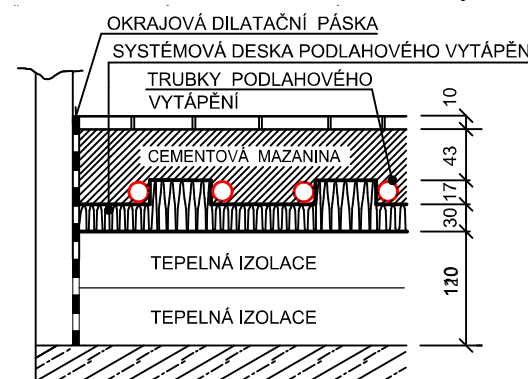 OKRAJOVÁ DILATAČNÍ PÁSKA
SYSTÉMOVÁ DESKA PODLAHOVÉHO VYTÁPĚN
TRUBKY PODLAHOVÉHO
VYTÁPĚNÍ
10
CEMENTOVÁ MAZANINA
43
17
30
TEPELNÁ IZOLACE
TEPELNÁ IZOLACE